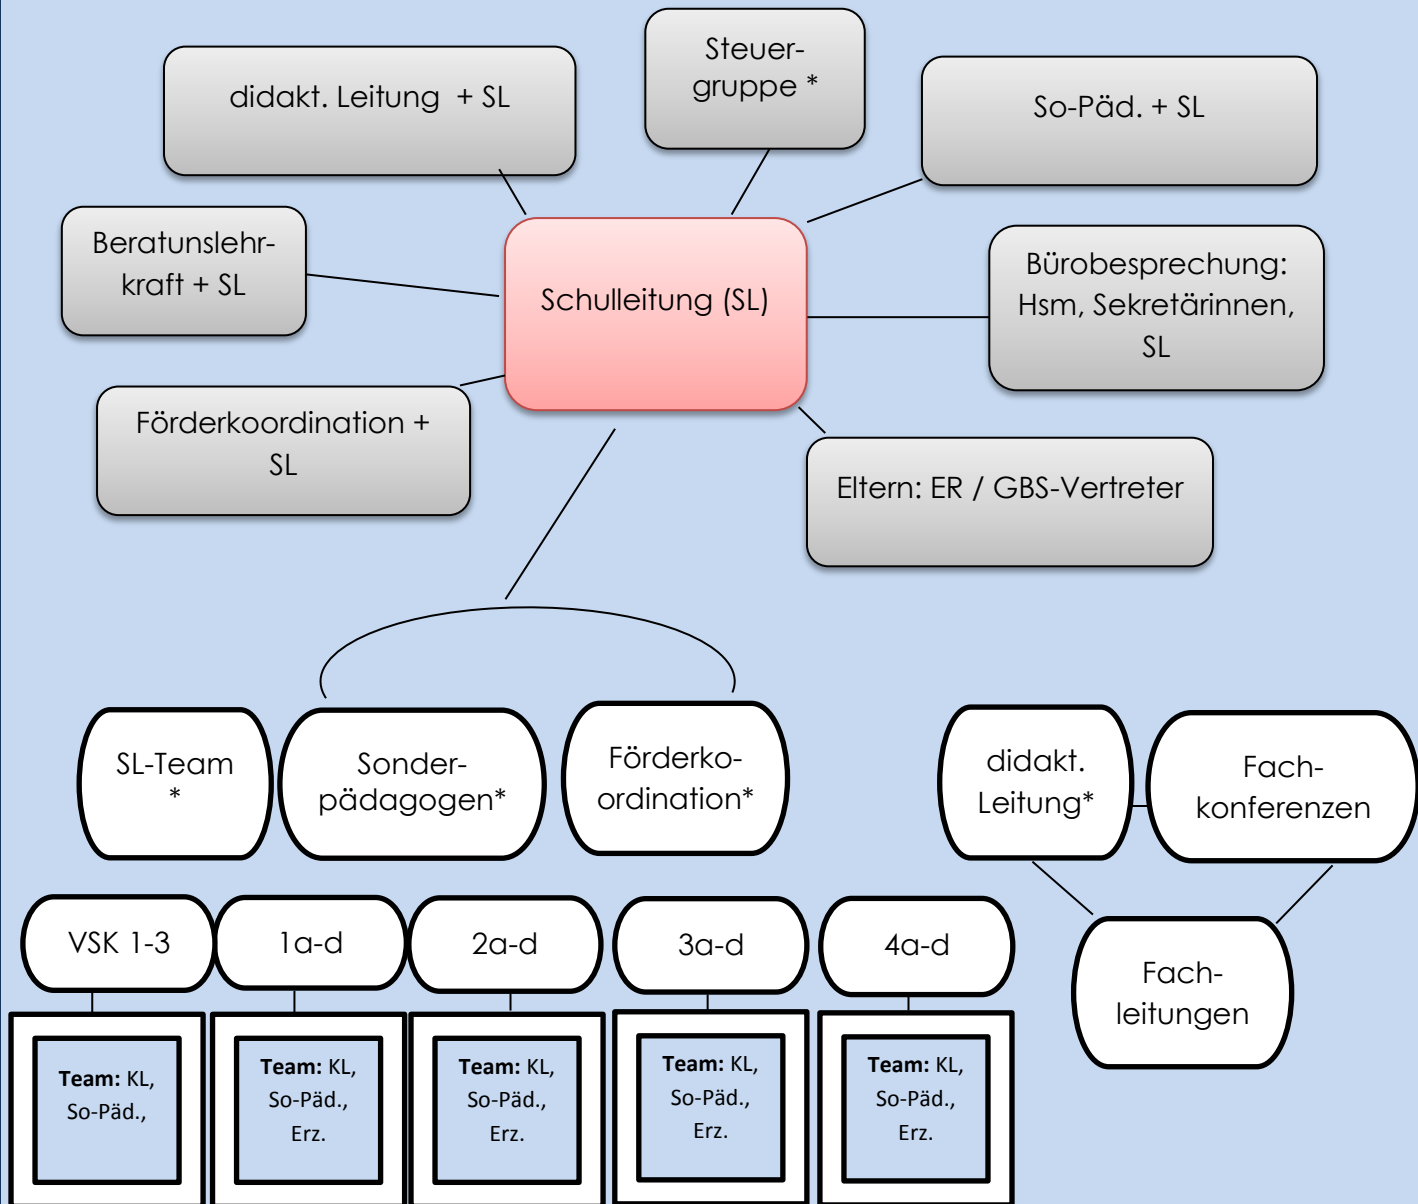 Steuer-
gruppe *
didakt. Leitung + SL
So-Päd. + SL
Beratunslehr-
kraft + SL
Schulleitung (SL)
Bürobesprechung:
Hsm, Sekretärinnen,
SL
Förderkoordination +
SL
Eltern: ER / GBS-Vertreter
SL-Team
*
Sonder-
pädagogen*
Förderko-
ordination*
didakt.
Leitung*
Fach-
konferenzen
VSK 1-3
1a-d
2a-d
3a-d
4a-d
Fach-
leitungen
Team: KL,
So-Päd.,
Team: KL,
So-Päd.,
Erz.
Team: KL,
So-Päd.,
Erz.
Team: KL,
So-Päd.,
Erz.
Team: KL,
So-Päd.,
Erz.